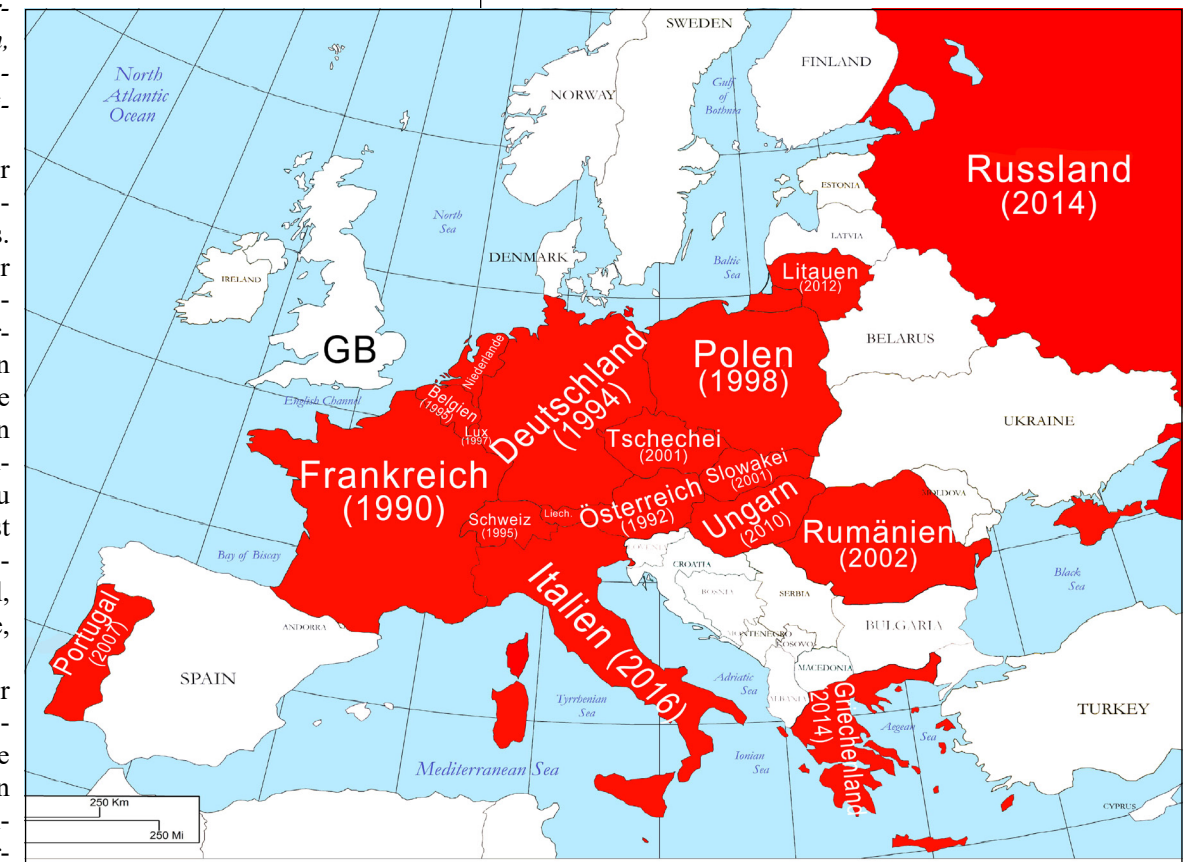 r-
n,
-
-
r
-
s.
r
-
r-
n
e
n
-
u
st
-
l,
e,
r
-
e
n
-
r-
SWEDEN
FINLAND
North
Atlantic
Ocean
NORWAY
Gulf
of
Bothnia
Russland
(2014)
ESTONIA
North
Sea
LATVIA
DENMARK
Baltic
Sea
Litauen
(2012)
IRELAND
BELARUS
GB
Niederlande
Polen
(1998)
English Channel
Belgien
(1995)
Deutschland
(1994)
UKRAINE
Lux
(1997)
Tschechei
(2001)
Slowakei
(2001)
Frankreich
(1990)
MOLDOVA
Schweiz
(1995)
Liech.
Österreich
(1992)
Ungarn
(2010)
Rumänien
(2002)
Bay of Biscay
CROATIA
Black
Sea
BOSNIA
SERBIA
Italien (2016)
Portugal
(2007)
ANDORRA
BULGARIA
MONTENEGRO
KOSOVO
MACEDONIA
SPAIN
Adriatic
Sea
ALBANIA
Griechenland
(2014)
Tyrrhenian
Sea
TURKEY
Aegean
Sea
Ionian
Sea
Mediterranean Sea
250 Km
250 Mi
CYPRUS